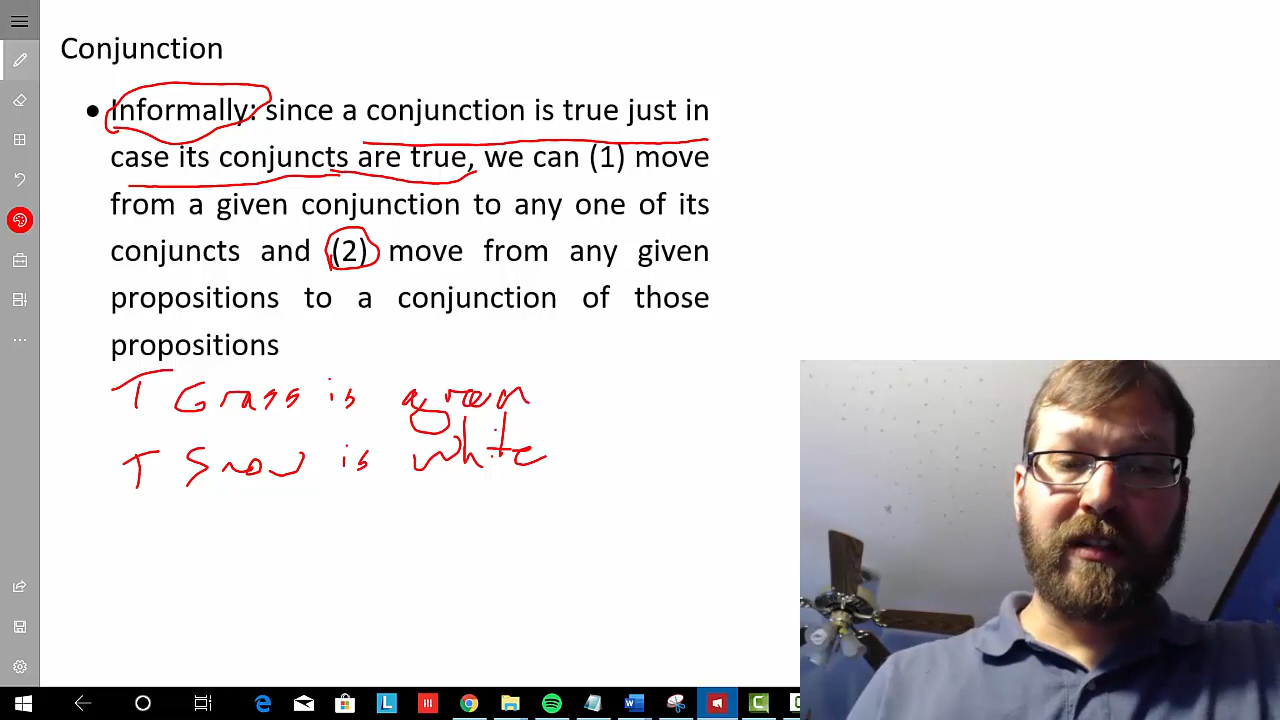 Conjunction
• Informally: since a conjunction is true just in
case its conjuncts are true, we can (1) move
from a given conjunction to any one of its
conjuncts and (2) move from any given
propositions to a conjunction of those
propositions
T Grass is green
T Snow is white